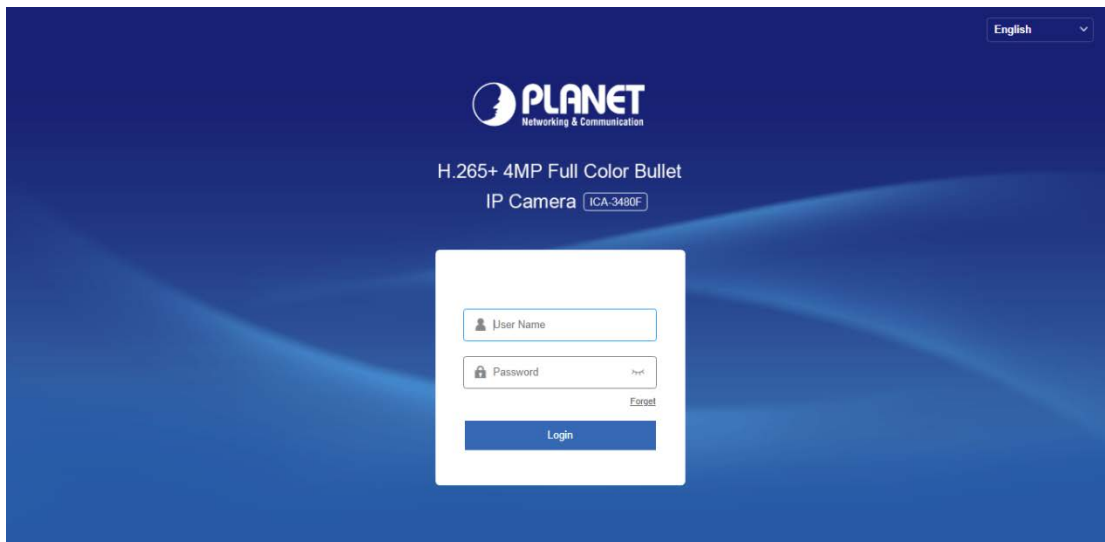 English
PLANET
Networking & Communication
H.265+ 4MP Full Color Bullet
IP Camera ICA-3480F
User Name
Password
Forget
Login